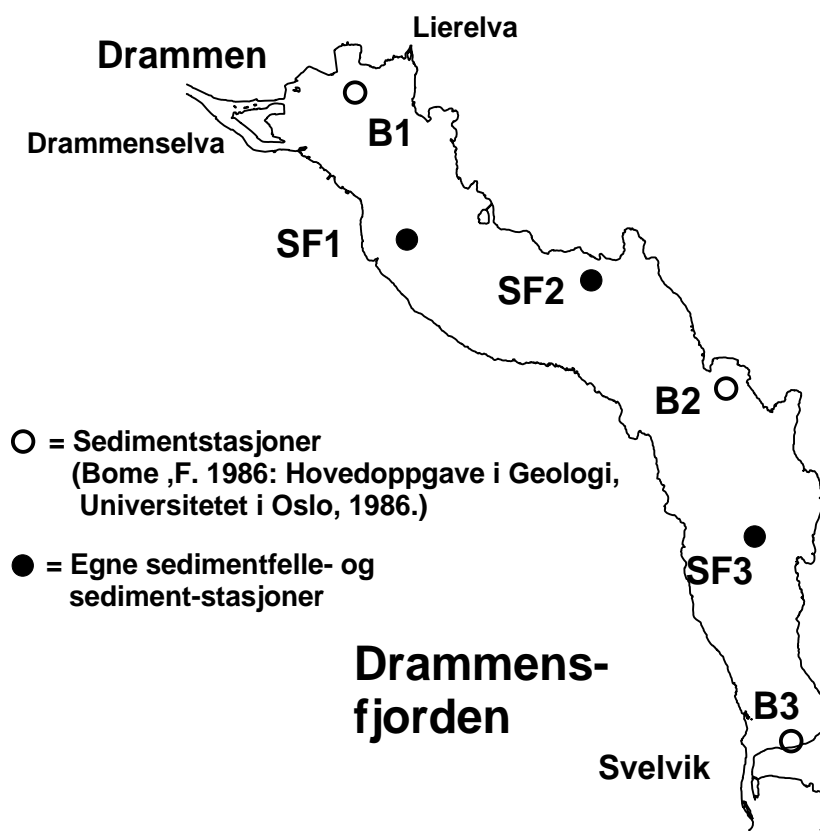 Lierelva
Drammen
B1
Drammenselva
SF1
SF2
B2
= Sedimentstasjoner
(Bome ,F. 1986: Hovedoppgave i Geologi,
Universitetet i Oslo, 1986.)
SF3
= Egne sedimentfelle- og
sediment-stasjoner
Drammens-
fjorden
B3
Svelvik